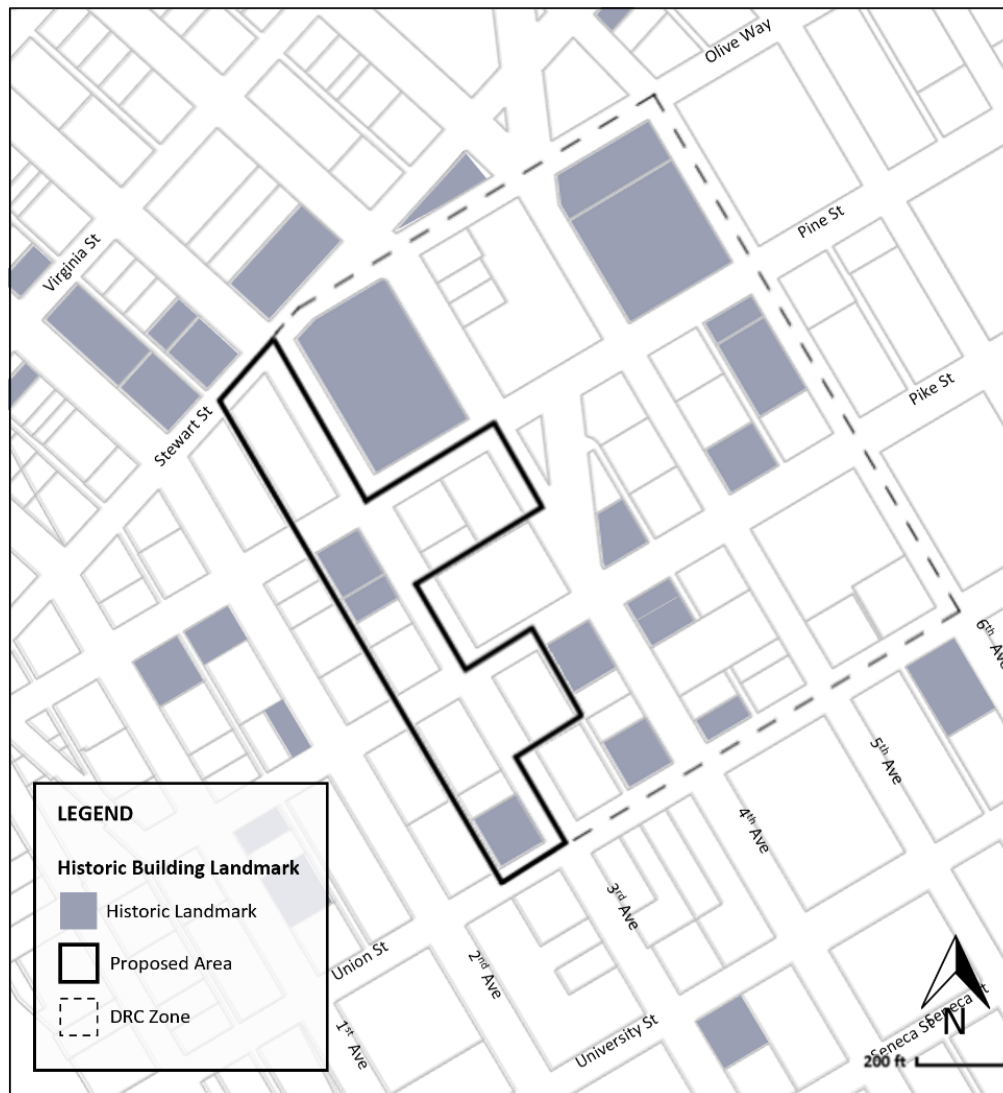 Olive Way
Virginia St
Pine St
Pike St
Stewart St
6th Ave
5th Ave
4th Ave
3rd Ave
2nd Ave
1st Ave
Union St
University St
Seneca St
Seneca St
LEGEND
Historic Building Landmark
Historic Landmark
Proposed Area
DRC Zone
N
200 ft